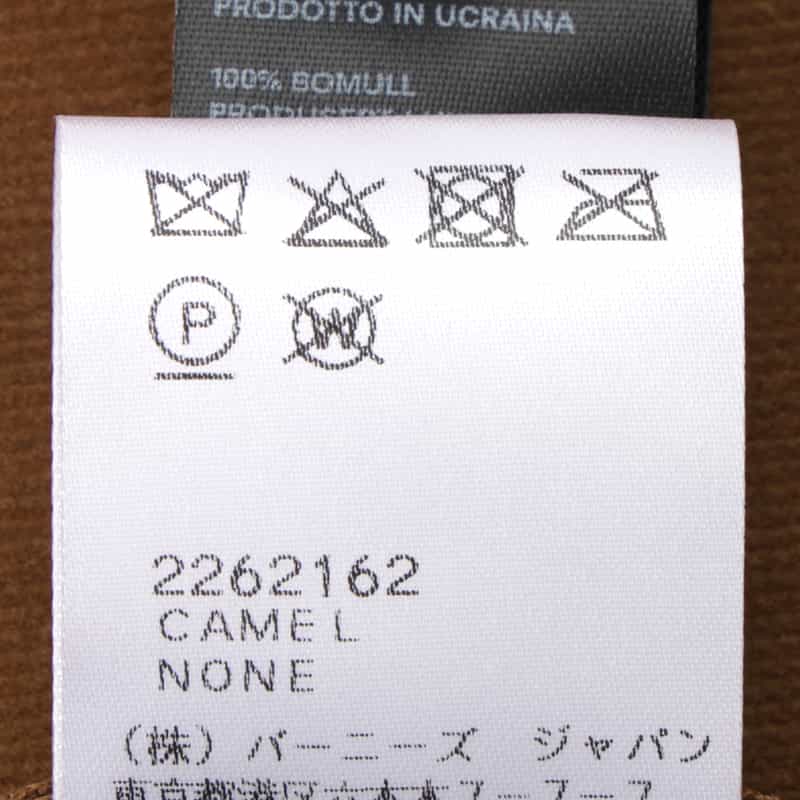 PRODOTTO IN UCRAINA
100% BOMULL
P
W
2262162
CAMEL
NONE
(株) バーニーズ ジャパン